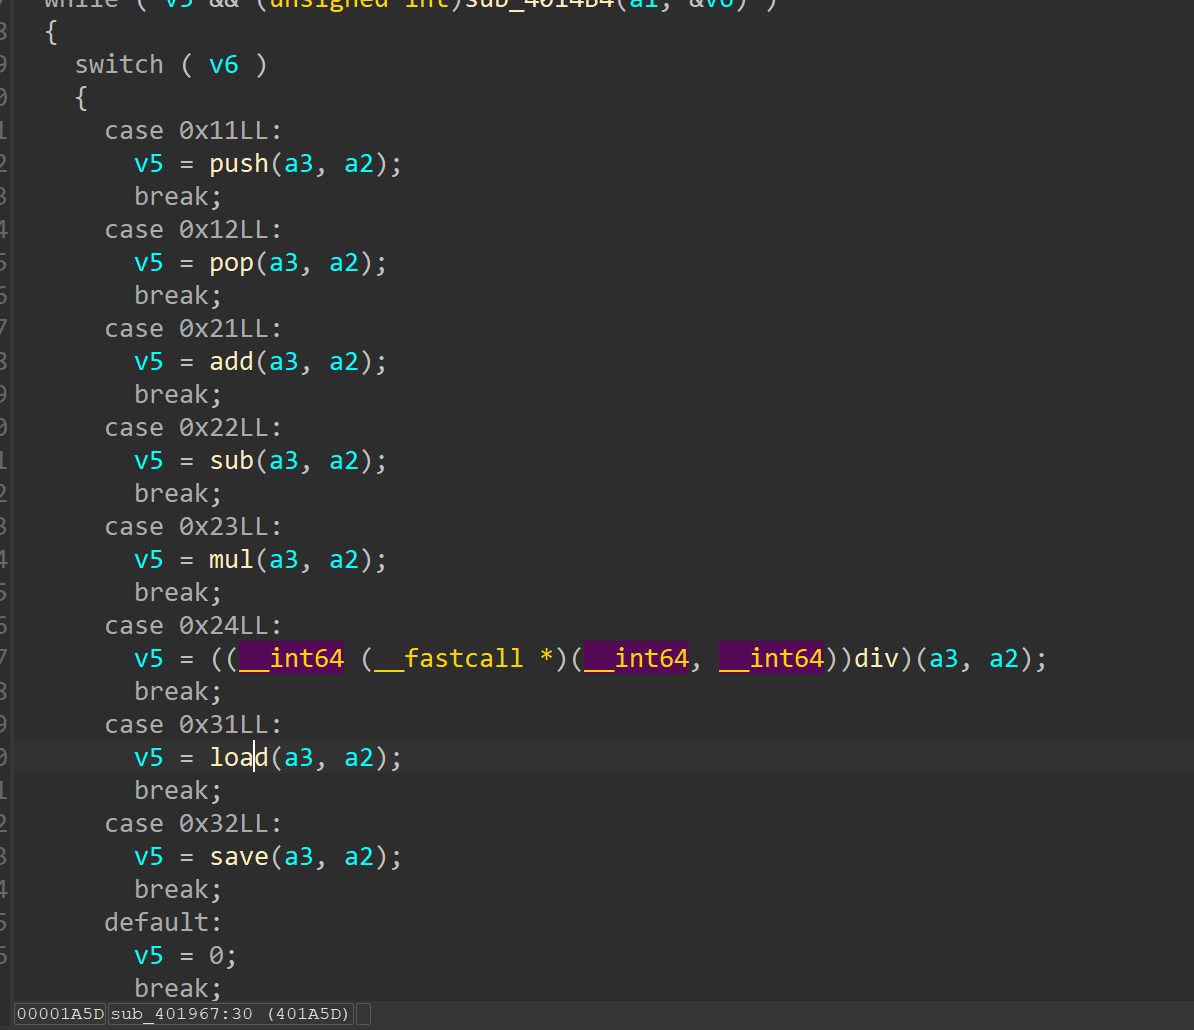 while ( v5 && (unsigned int)sub_4014B4(a1, &v6) )
{
switch ( v6 )
{
case 0x11LL:
v5 = push(a3, a2);
break;
case 0x12LL:
v5 = pop(a3, a2);
break;
case 0x21LL:
v5 = add(a3, a2);
break;
case 0x22LL:
v5 = sub(a3, a2);
break;
case 0x23LL:
v5 = mul(a3, a2);
break;
case 0x24LL:
v5 = ((__int64 (__fastcall *)(__int64, __int64))div)(a3, a2);
break;
case 0x31LL:
v5 = load(a3, a2);
break;
case 0x32LL:
v5 = save(a3, a2);
break;
default:
v5 = 0;
break;
00001A5D sub_401967:30 (401A5D)